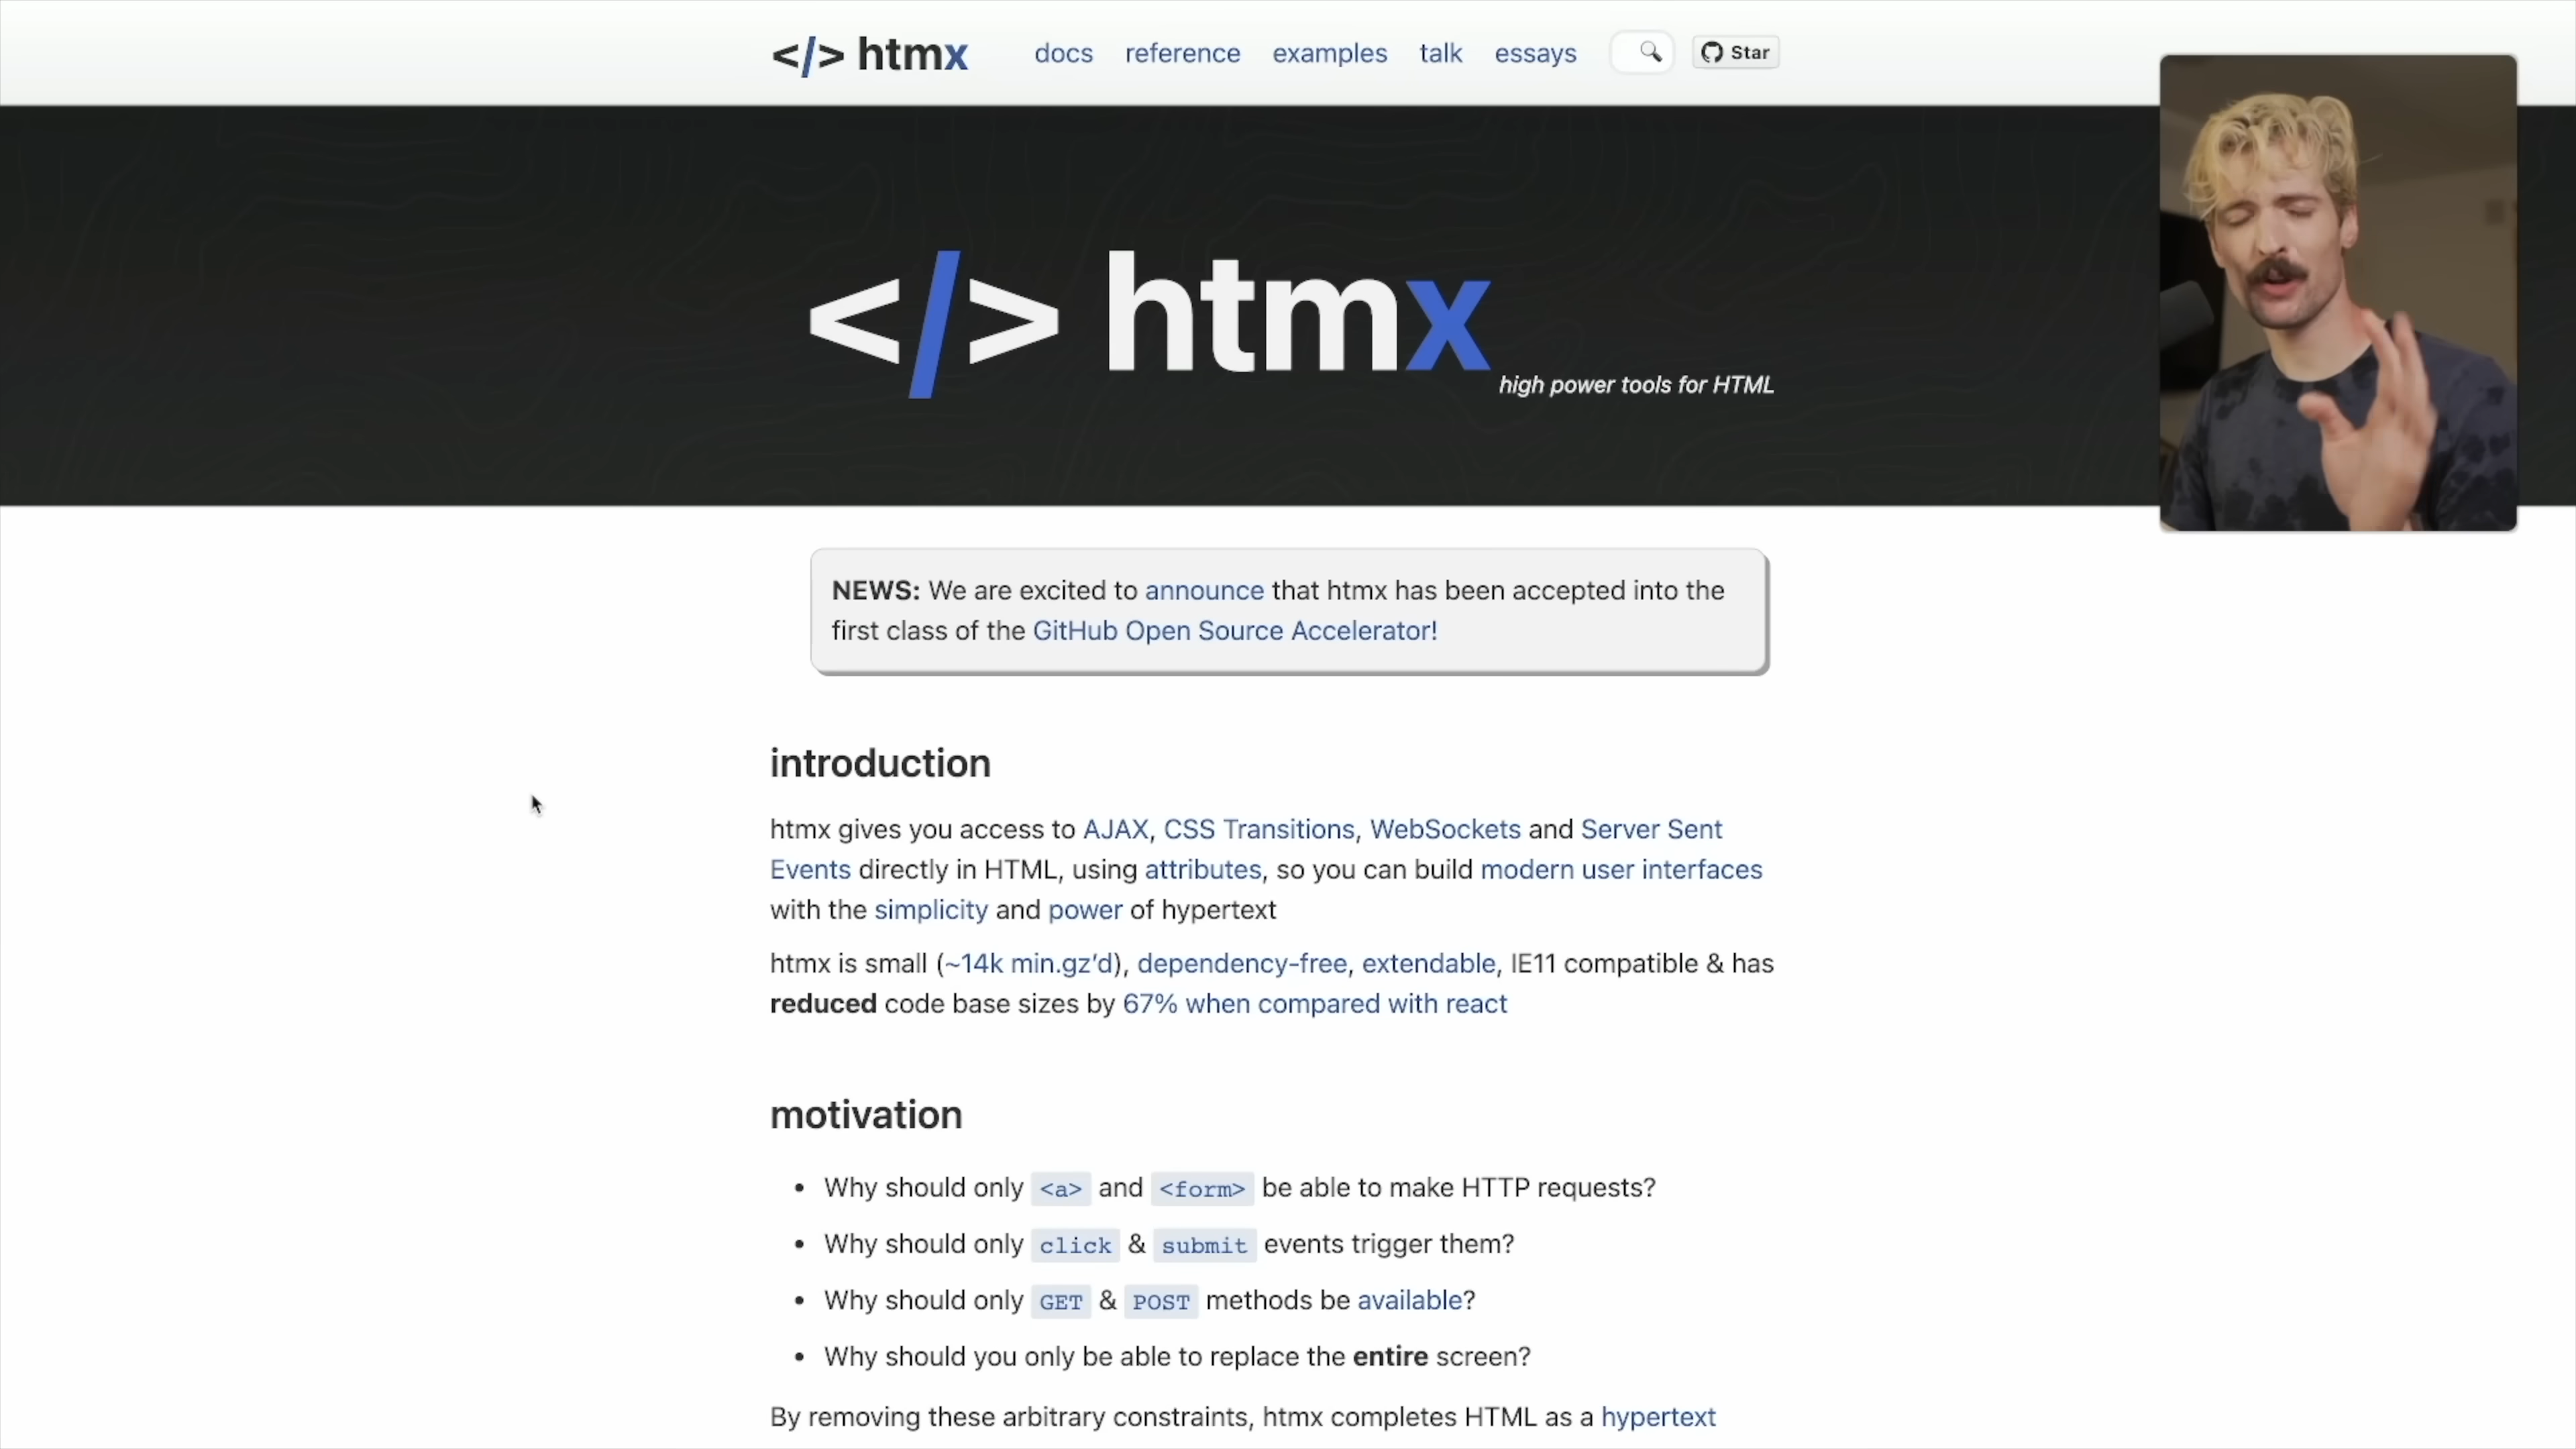 </> htmx docs reference examples talk essays Star
</> htmx
high power tools for HTML
NEWS: We are excited to announce that htmx has been accepted into the
first class of the GitHub Open Source Accelerator!
introduction
htmx gives you access to AJAX, CSS Transitions, WebSockets and Server Sent
Events directly in HTML, using attributes, so you can build modern user interfaces
with the simplicity and power of hypertext
htmx is small (~14k min.gz’d), dependency-free, extendable, IE11 compatible & has
reduced code base sizes by 67% when compared with react
motivation
• Why should only <a> and <form> be able to make HTTP requests?
• Why should only click & submit events trigger them?
• Why should only GET & POST methods be available?
• Why should you only be able to replace the entire screen?
By removing these arbitrary constraints, htmx completes HTML as a hypertext